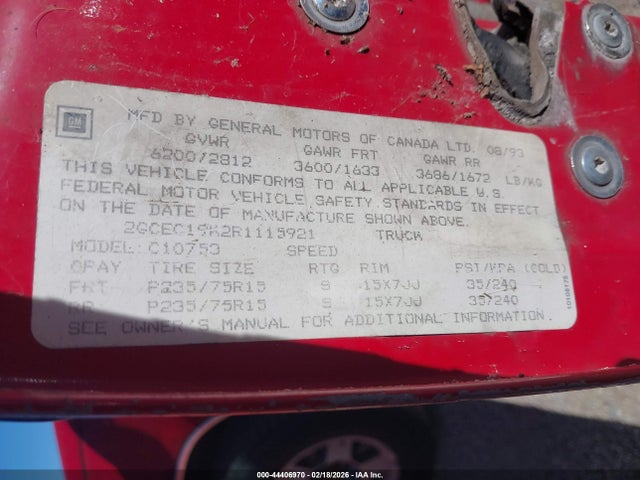 GM
MFD BY GENERAL MOTORS OF CANADA LTD. 08/93
GVWR GAWR FRT GAWR RR
6200/2812 3600/1633 3686/1672 LB/KG
THIS VEHICLE CONFORMS TO ALL APPLICABLE U.S.
FEDERAL MOTOR VEHICLE SAFETY STANDARDS IN EFFECT
ON THE DATE OF MANUFACTURE SHOWN ABOVE.
2GCEC19K2R1115921 TRUCK
MODEL: C10753 SPEED
GPAY TIRE SIZE RTG RIM PSI/KPA (COLD)
FRT P235/75R15 S 15X7JJ 35/240
RR P235/75R15 S 15X7JJ 35/240
SEE OWNER'S MANUAL FOR ADDITIONAL INFORMATION.
000-44406970 - 02/18/2026 - IAA Inc.